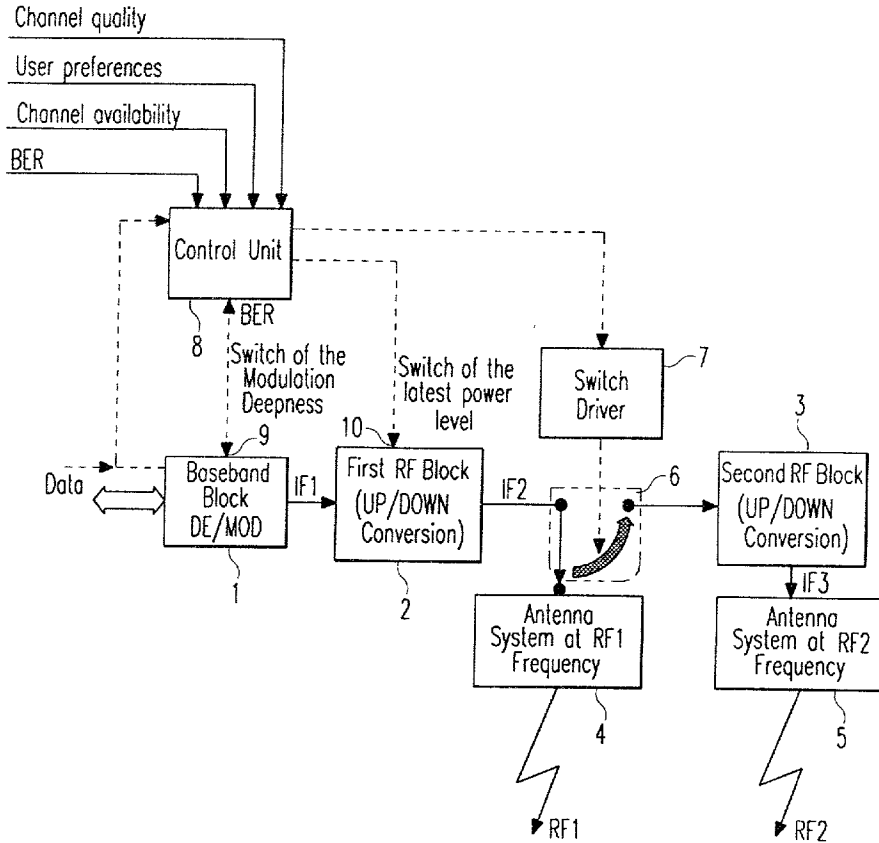 Channel quality
User preferences
Channel availability
BER
Control Unit
8
BER
Switch of the
Modulation
Deepness
9
Switch of the
latest power
level
10
7
Switch
Driver
3
6
Data
Baseband
Block
DE/MOD
1
IF1
First RF Block
(UP/DOWN
Conversion)
2
IF2
Second RF Block
(UP/DOWN
Conversion)
IF3
Antenna
System at RF1
Frequency
4
Antenna
System at RF2
Frequency
5
RF1
RF2